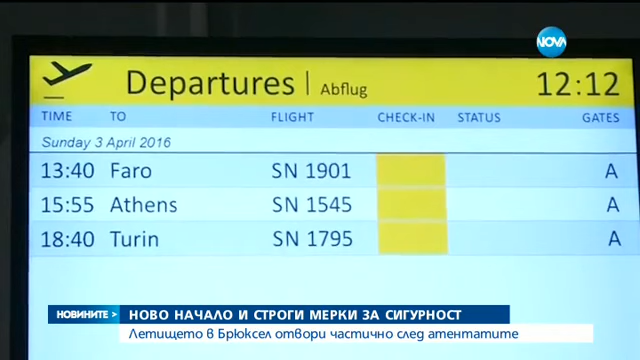 NOVA
Departures | Abflug 12:12
TIME TO FLIGHT CHECK-IN STATUS GATES
Sunday 3 April 2016
13:40 Faro SN 1901 A
15:55 Athens SN 1545 A
18:40 Turin SN 1795 A
НОВИНИТЕ > НОВО НАЧАЛО И СТРОГИ МЕРКИ ЗА СИГУРНОСТ
Летището в Брюксел отвори частично след атентатите